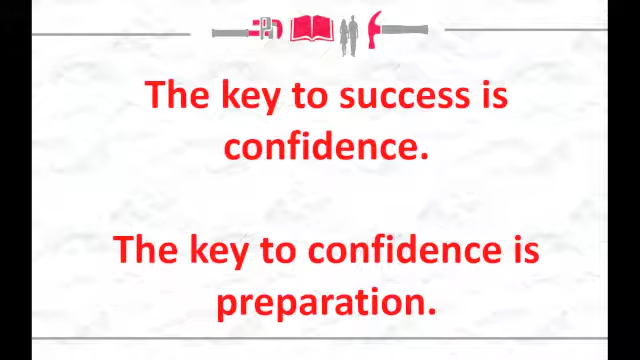 The key to success is
confidence.
The key to confidence is
preparation.